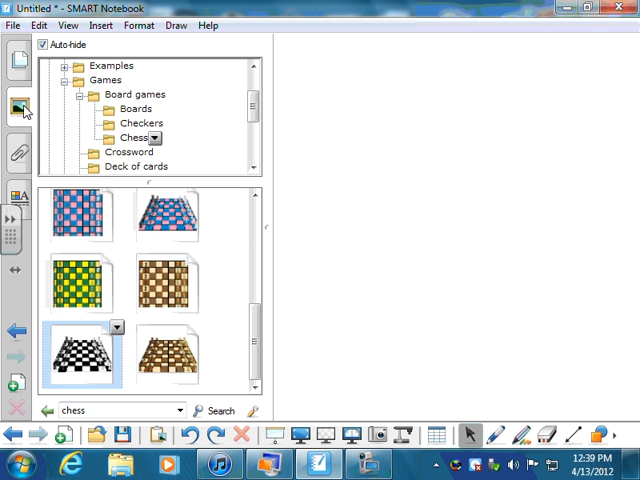 Untitled * - SMART Notebook
File Edit View Insert Format Draw Help
Auto-hide
Examples
Games
Board games
Boards
Checkers
Chess
Crossword
Deck of cards
chess
Search
12:39 PM
4/13/2012